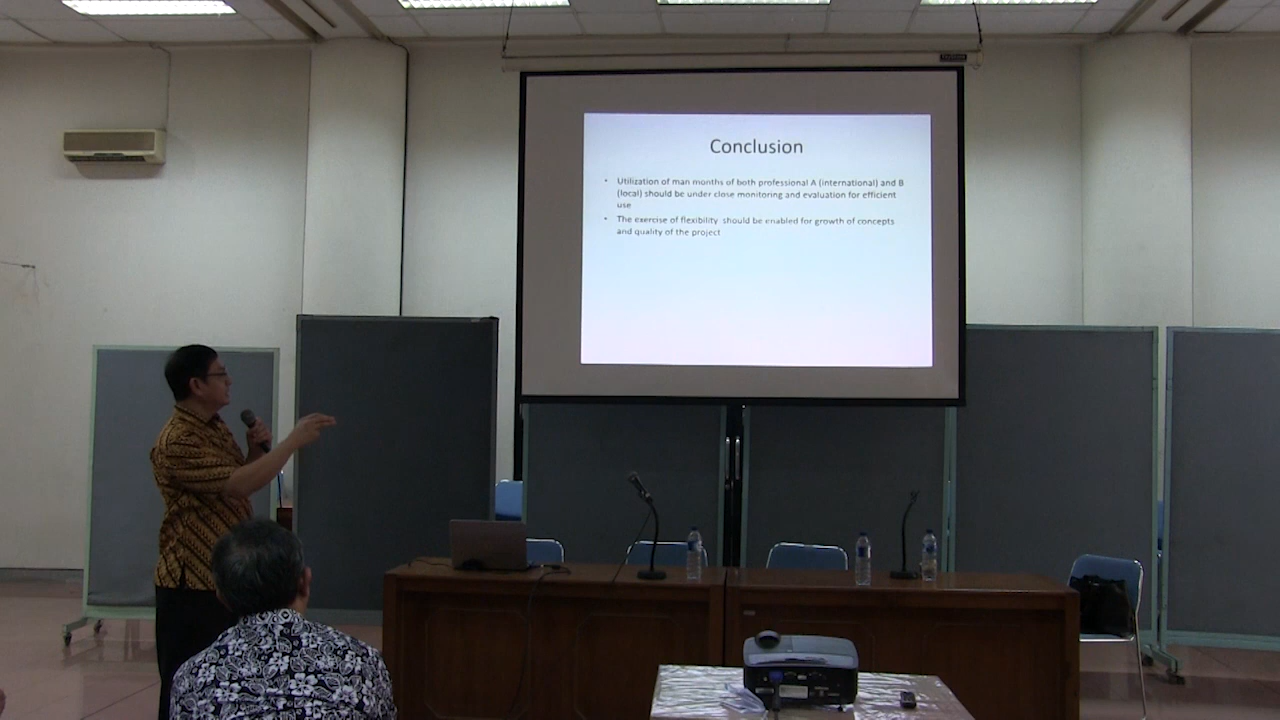 Conclusion
• Utilization of man months of both professional A (international) and B
(local) should be under close monitoring and evaluation for efficient
use
• The exercise of flexibility should be enabled for growth of concepts
and quality of the project